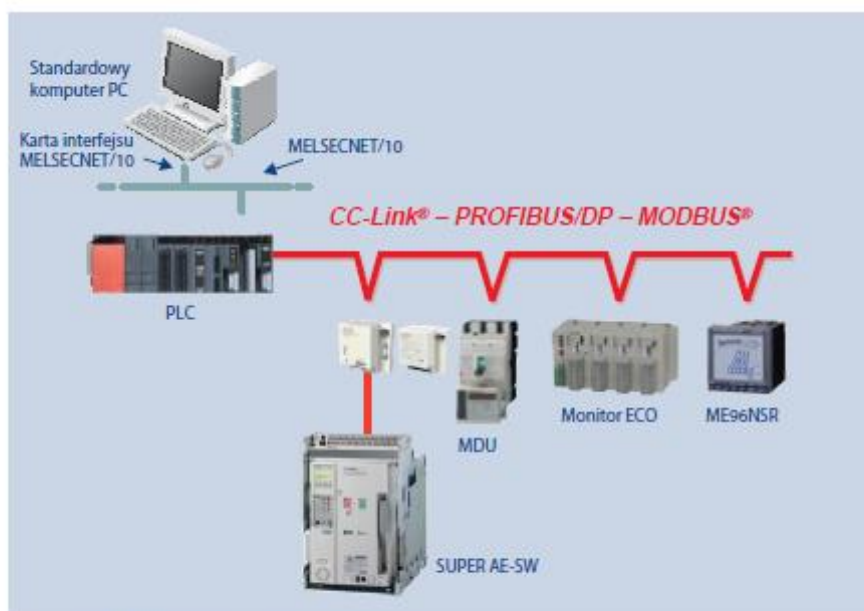 Standardowy
komputer PC
Karta interfejsu
MELSECNET/10
MELSECNET/10
CC-Link® – PROFIBUS/DP – MODBUS®
PLC
MDU
Monitor ECO
ME96NSR
SUPER AE-SW